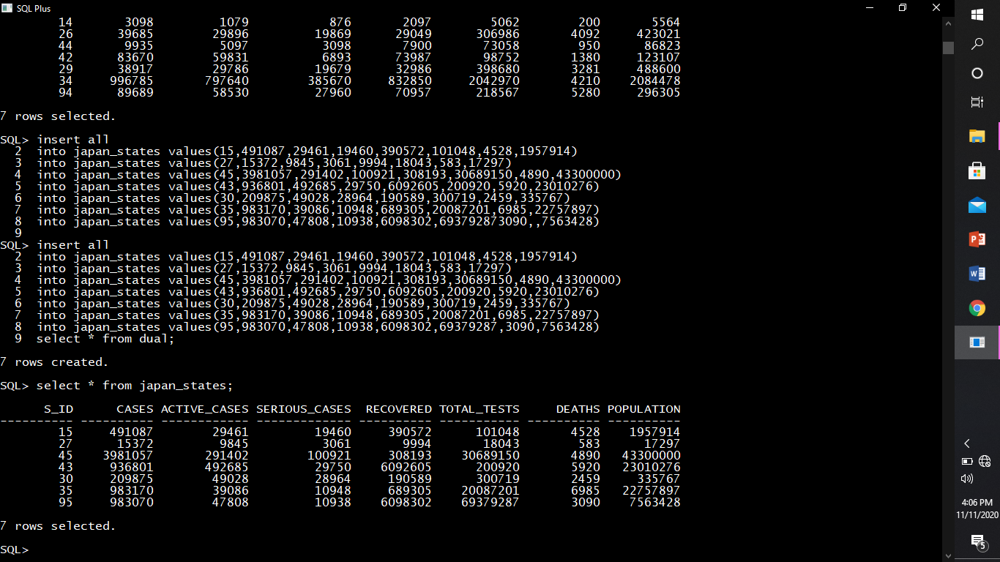 SQL Plus
14 3098 1079 876 2097 5062 200 5564
26 39685 29896 19869 29049 306986 4092 423021
44 9935 5097 3098 7900 73058 950 86823
42 83670 59831 6893 73987 98752 1380 123107
29 38917 29786 19679 32986 398680 3281 488600
34 996785 797640 385670 832850 2042970 4210 2084478
94 89689 58530 27960 70957 218567 5280 296305
7 rows selected.
SQL> insert all
2 into japan_states values(15,491087,29461,19460,390572,101048,4528,1957914)
3 into japan_states values(27,15372,9845,3061,9994,18043,583,17297)
4 into japan_states values(45,3981057,291402,100921,308193,30689150,4890,43300000)
5 into japan_states values(43,936801,492685,29750,6092605,200920,5920,23010276)
6 into japan_states values(30,209875,49028,28964,190589,300719,2459,335767)
7 into japan_states values(35,983170,39086,10948,689305,20087201,6985,22757897)
8 into japan_states values(95,983070,47808,10938,6098302,693792873090,,7563428)
9
SQL> insert all
2 into japan_states values(15,491087,29461,19460,390572,101048,4528,1957914)
3 into japan_states values(27,15372,9845,3061,9994,18043,583,17297)
4 into japan_states values(45,3981057,291402,100921,308193,30689150,4890,43300000)
5 into japan_states values(43,936801,492685,29750,6092605,200920,5920,23010276)
6 into japan_states values(30,209875,49028,28964,190589,300719,2459,335767)
7 into japan_states values(35,983170,39086,10948,689305,20087201,6985,22757897)
8 into japan_states values(95,983070,47808,10938,6098302,69379287,3090,7563428)
9 select * from dual;
7 rows created.
SQL> select * from japan_states;
S_ID CASES ACTIVE_CASES SERIOUS_CASES RECOVERED TOTAL_TESTS DEATHS POPULATION
---------- ---------- ------------ ------------- ---------- ----------- ---------- ----------
15 491087 29461 19460 390572 101048 4528 1957914
27 15372 9845 3061 9994 18043 583 17297
45 3981057 291402 100921 308193 30689150 4890 43300000
43 936801 492685 29750 6092605 200920 5920 23010276
30 209875 49028 28964 190589 300719 2459 335767
35 983170 39086 10948 689305 20087201 6985 22757897
95 983070 47808 10938 6098302 69379287 3090 7563428
7 rows selected.
SQL>
4:06 PM
11/11/2020
5